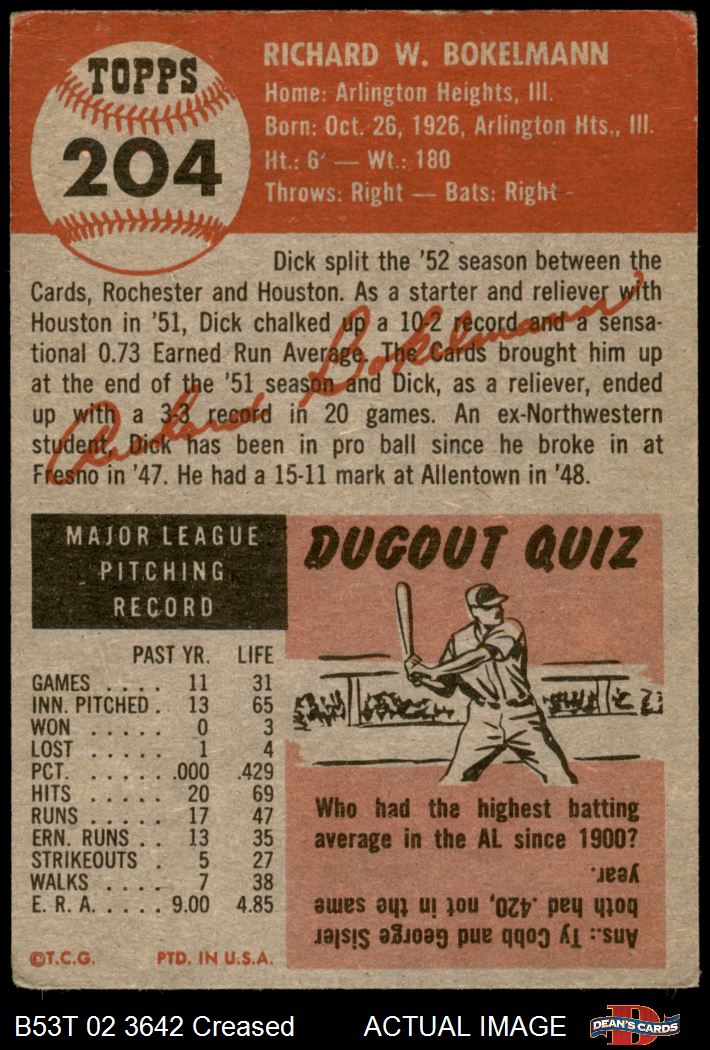 TOPPS
204
RICHARD W. BOKELMANN
Home: Arlington Heights, Ill.
Born: Oct. 26, 1926, Arlington Hts., Ill.
Ht.: 6' — Wt.: 180
Throws: Right — Bats: Right
Dick split the '52 season between the
Cards, Rochester and Houston. As a starter and reliever with
Houston in '51, Dick chalked up a 10-2 record and a sensa-
tional 0.73 Earned Run Average. The Cards brought him up
at the end of the '51 season and Dick, as a reliever, ended
up with a 3-3 record in 20 games. An ex-Northwestern
student, Dick has been in pro ball since he broke in at
Fresno in '47. He had a 15-11 mark at Allentown in '48.
Richard Bokelmann
MAJOR LEAGUE
PITCHING
RECORD
PAST YR. LIFE
GAMES . . . . 11 31
INN. PITCHED . 13 65
WON . . . . . 0 3
LOST . . . . . 1 4
PCT. . . . . . .000 .429
HITS . . . . . 20 69
RUNS . . . . . 17 47
ERN. RUNS . . 13 35
STRIKEOUTS . 5 27
WALKS . . . . 7 38
E. R. A. . . . . 9.00 4.85
©T.C.G. PTD. IN U.S.A.
DUGOUT QUIZ
Who had the highest batting
average in the AL since 1900?
Ans.: Ty Cobb and George Sisler
both had .420, not in the same
year.
B53T 02 3642 Creased ACTUAL IMAGE
D
DEAN'S CARDS